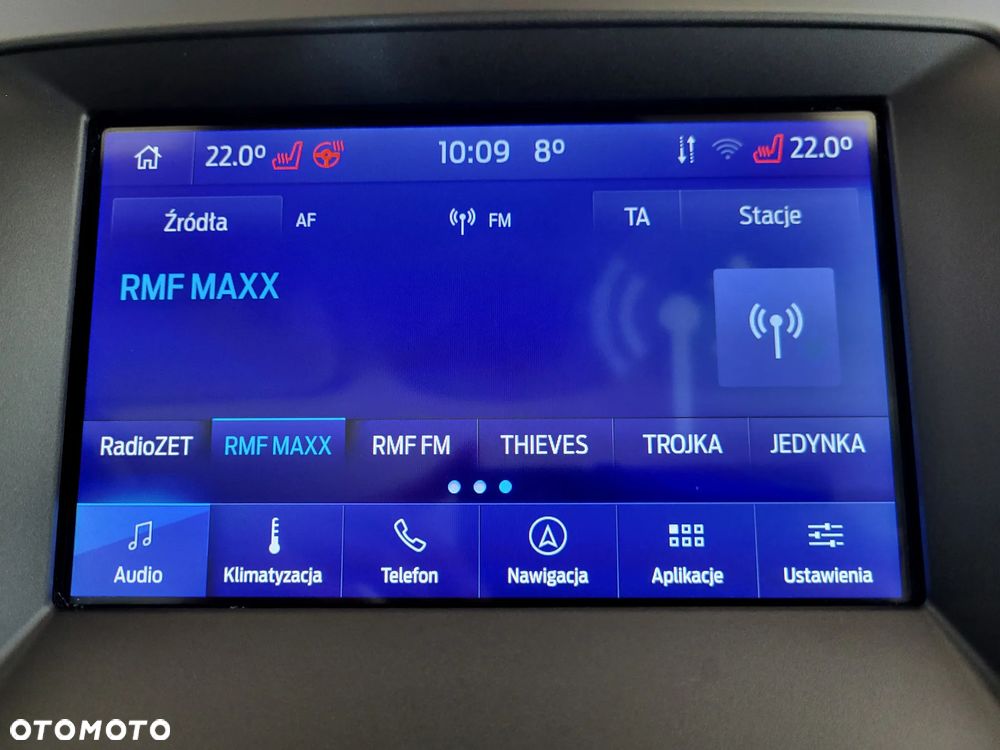 22.0° 10:09 8° 22.0°
Źródła AF FM TA Stacje
RMF MAXX
RadioZET RMF MAXX RMF FM THIEVES TROJKA JEDYNKA
Audio Klimatyzacja Telefon Nawigacja Aplikacje Ustawienia
OTOMOTO